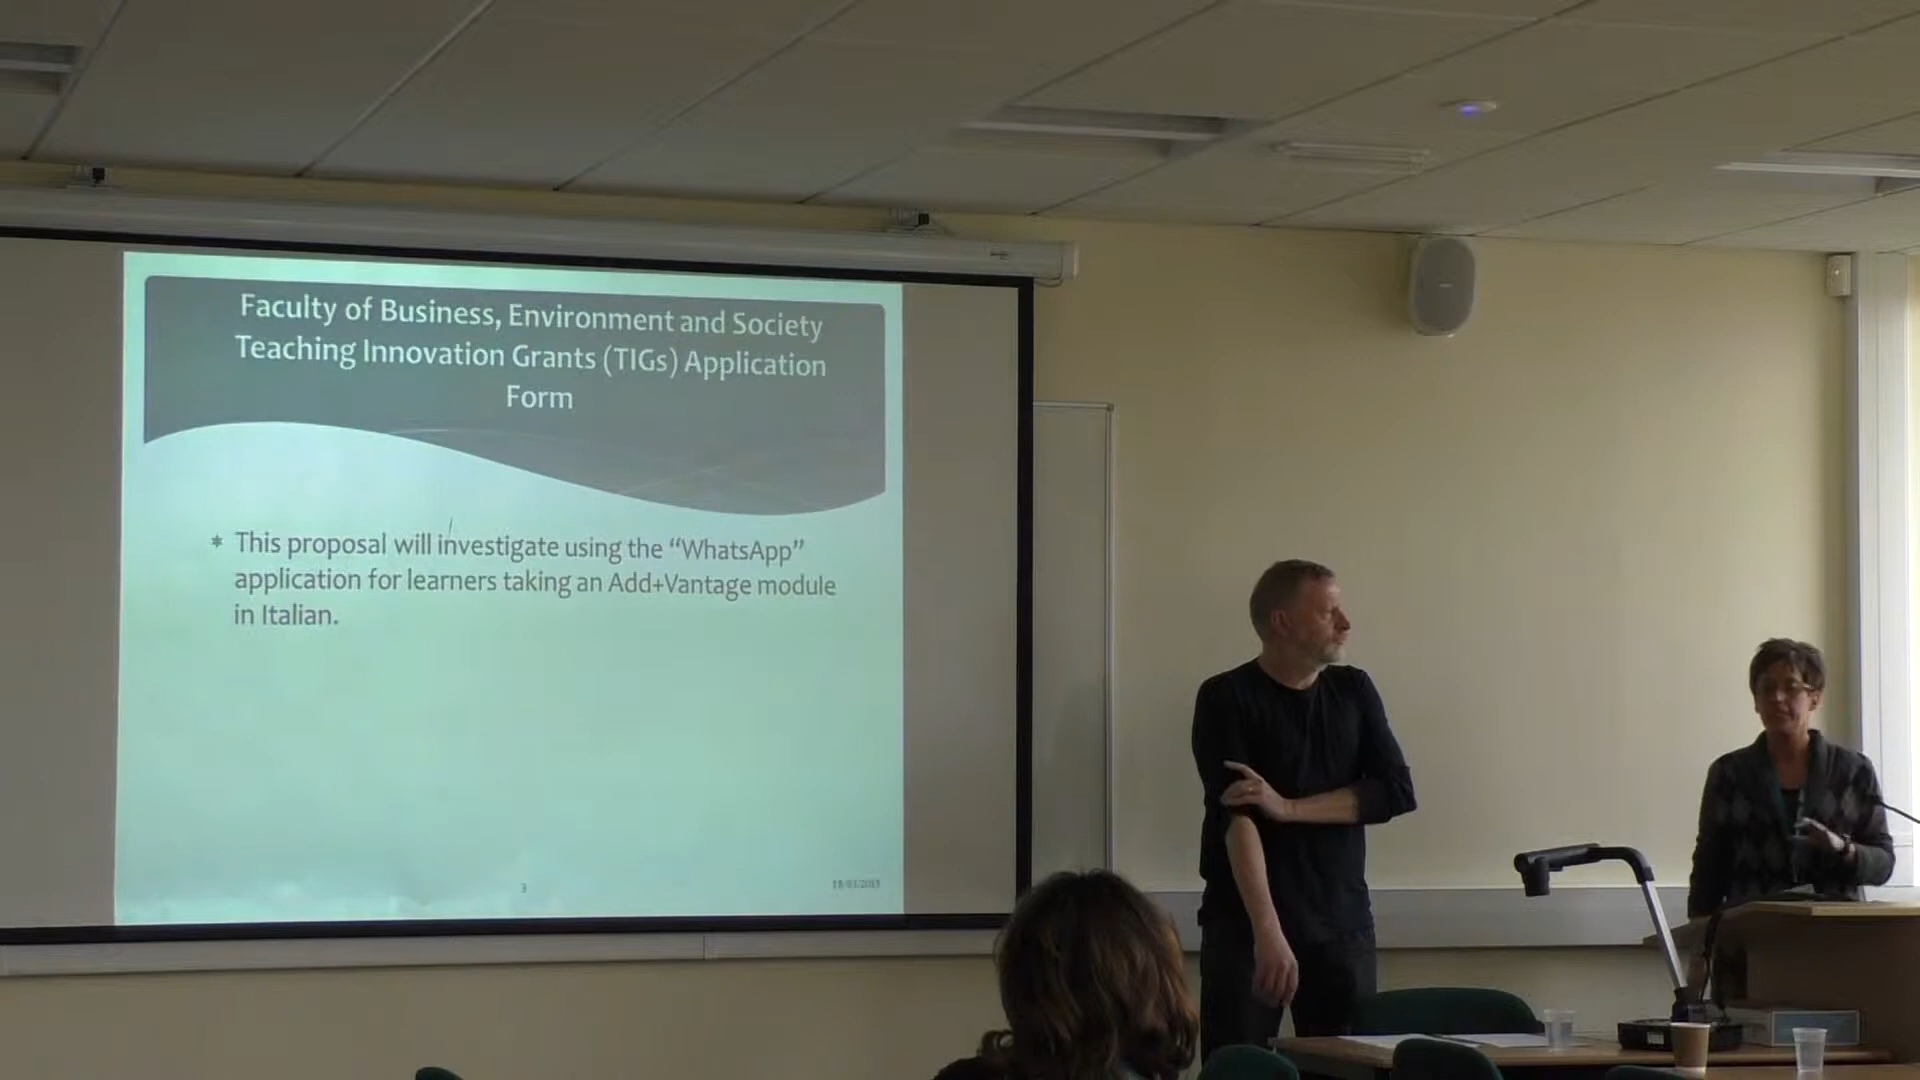 Faculty of Business, Environment and Society
Teaching Innovation Grants (TIGs) Application
Form
* This proposal will investigate using the “WhatsApp”
application for learners taking an Add+Vantage module
in Italian.
3